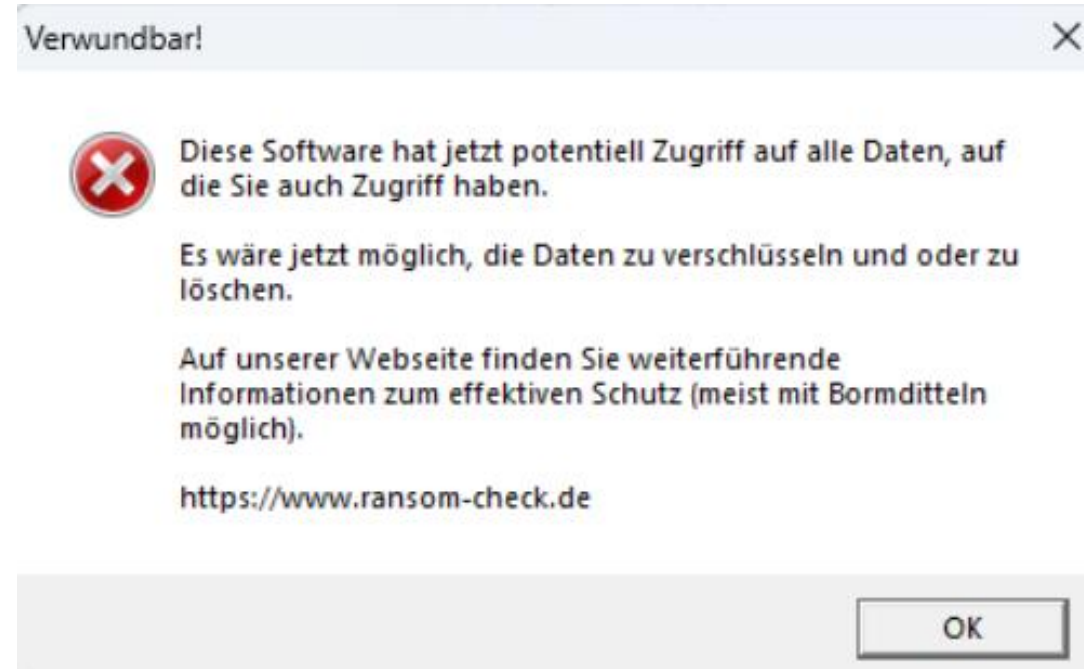 Verwundbar!
Diese Software hat jetzt potentiell Zugriff auf alle Daten, auf
die Sie auch Zugriff haben.
Es wäre jetzt möglich, die Daten zu verschlüsseln und oder zu
löschen.
Auf unserer Webseite finden Sie weiterführende
Informationen zum effektiven Schutz (meist mit Bormditteln
möglich).
https://www.ransom-check.de
OK